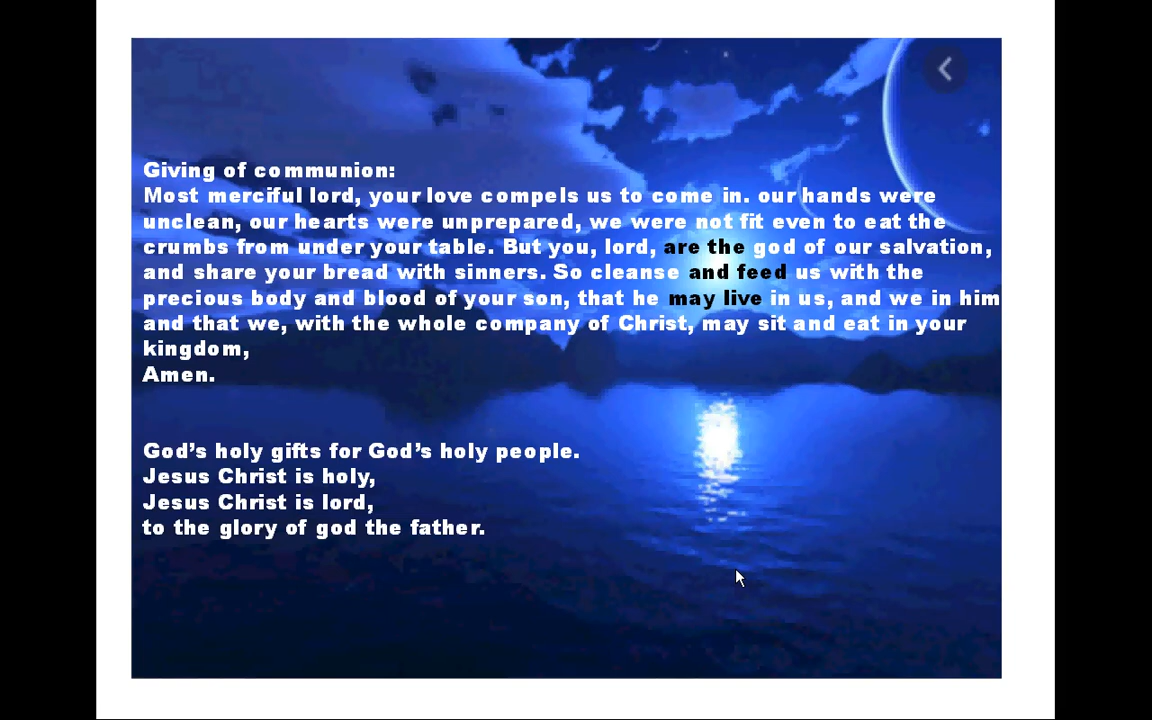 Giving of communion:
Most merciful lord, your love compels us to come in. our hands were
unclean, our hearts were unprepared, we were not fit even to eat the
crumbs from under your table. But you, lord, are the god of our salvation,
and share your bread with sinners. So cleanse and feed us with the
precious body and blood of your son, that he may live in us, and we in him
and that we, with the whole company of Christ, may sit and eat in your
kingdom,
Amen.
God’s holy gifts for God’s holy people.
Jesus Christ is holy,
Jesus Christ is lord,
to the glory of god the father.